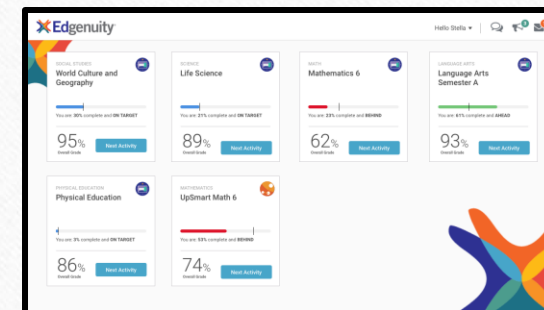 Edgenuity
Hello Stella
SOCIAL STUDIES
World Culture and
Geography
You are 30% complete and ON TARGET
95%
Overall Grade
Next Activity
SCIENCE
Life Science
You are 21% complete and ON TARGET
89%
Overall Grade
Next Activity
MATH
Mathematics 6
You are 23% complete and BEHIND
62%
Overall Grade
Next Activity
LANGUAGE ARTS
Language Arts
Semester A
You are 61% complete and AHEAD
93%
Overall Grade
Next Activity
PHYSICAL EDUCATION
Physical Education
You are 3% complete and ON TARGET
86%
Overall Grade
Next Activity
MATHEMATICS
UpSmart Math 6
You are 53% complete and BEHIND
74%
Overall Grade
Next Activity